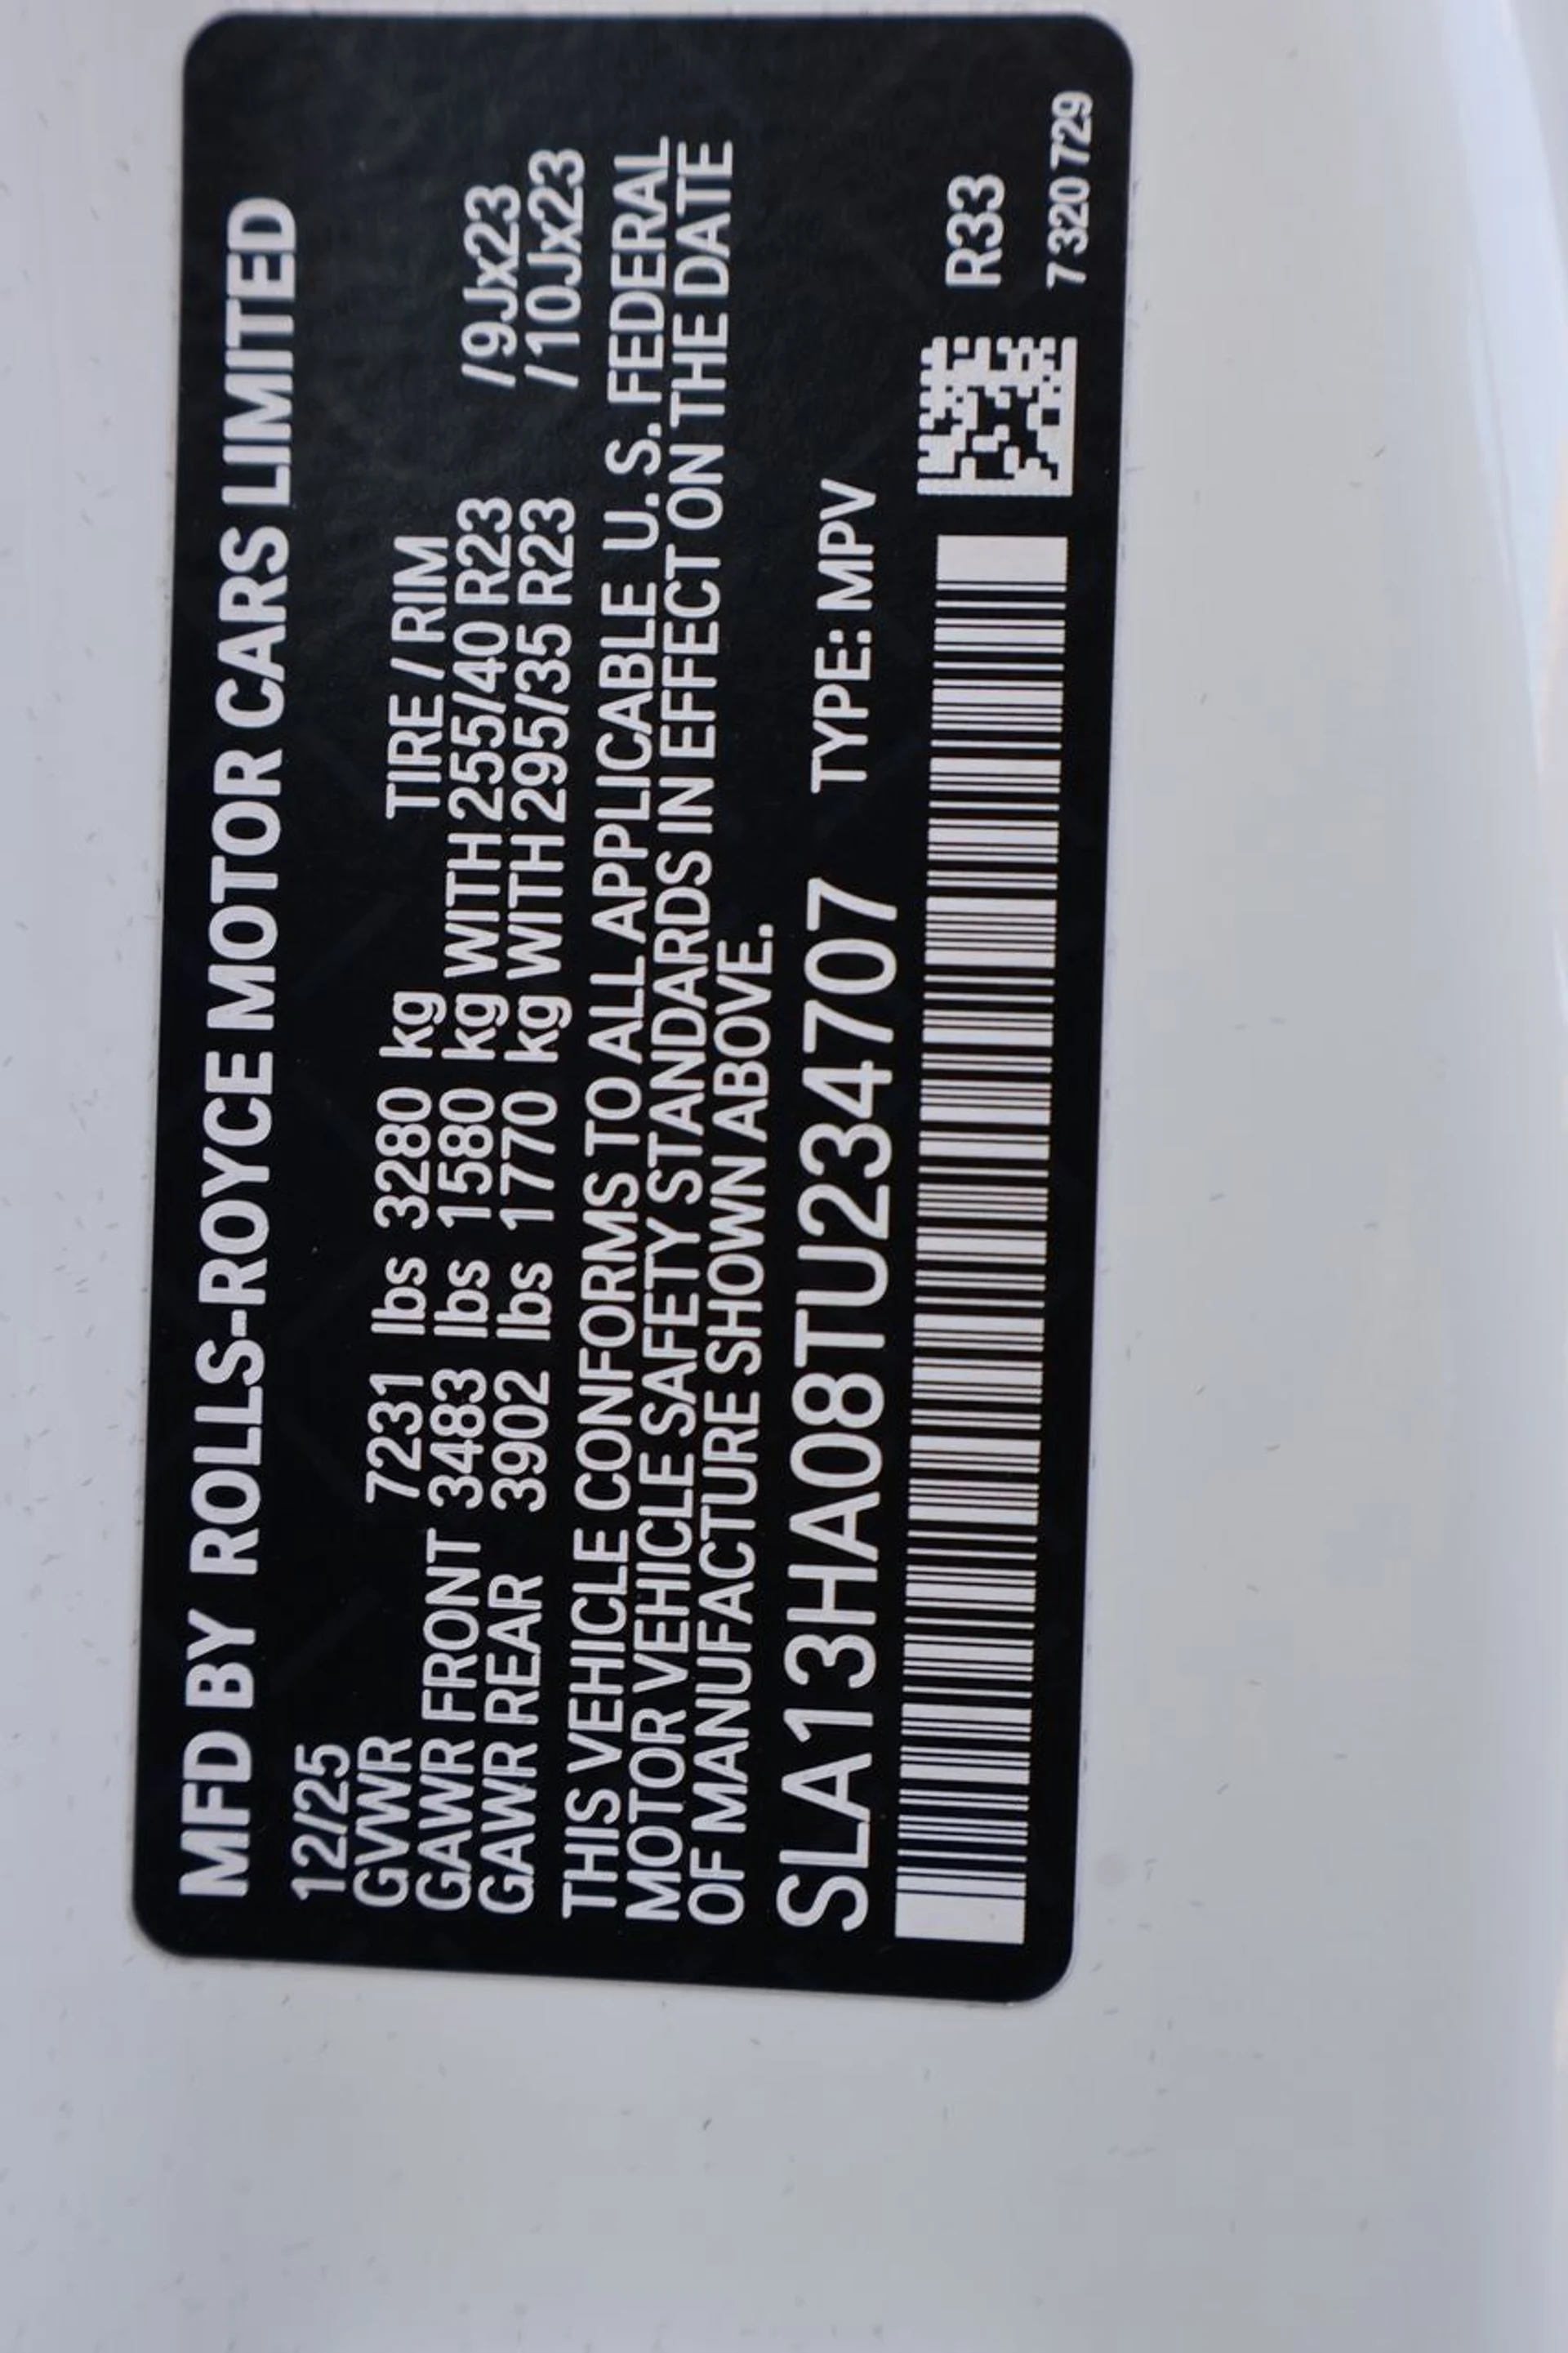 MFD BY ROLLS-ROYCE MOTOR CARS LIMITED
12/25
GVWR 7231 lbs 3280 kg TIRE / RIM
GAWR FRONT 3483 lbs 1580 kg WITH 255/40 R23 /9Jx23
GAWR REAR 3902 lbs 1770 kg WITH 295/35 R23 /10Jx23
THIS VEHICLE CONFORMS TO ALL APPLICABLE U.S. FEDERAL
MOTOR VEHICLE SAFETY STANDARDS IN EFFECT ON THE DATE
OF MANUFACTURE SHOWN ABOVE.
SLA13HA08TU234707 TYPE: MPV
R33
7 320 729